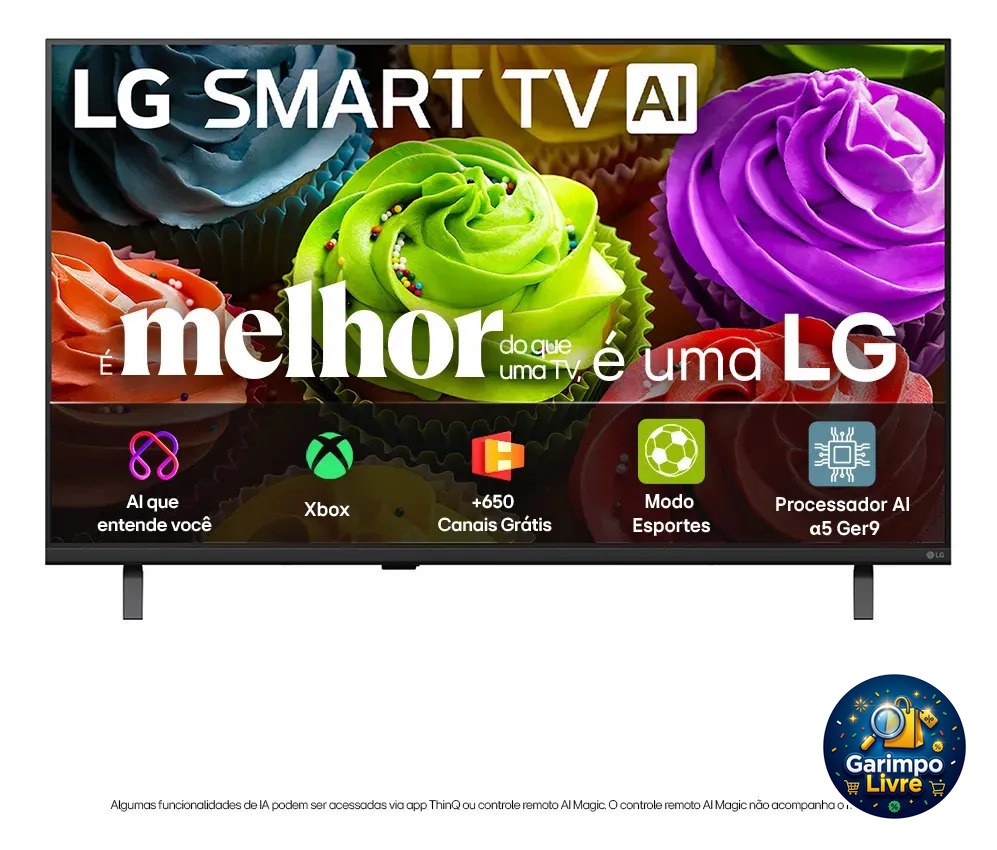 LG SMART TV AI
É melhor do que uma TV, é uma LG
AI que
entende você
Xbox
+650
Canais Grátis
Modo
Esportes
Processador AI
α5 Ger9
LG
Garimpo
Livre
Algumas funcionalidades de IA podem ser acessadas via app ThinQ ou controle remoto AI Magic. O controle remoto AI Magic não acompanha o